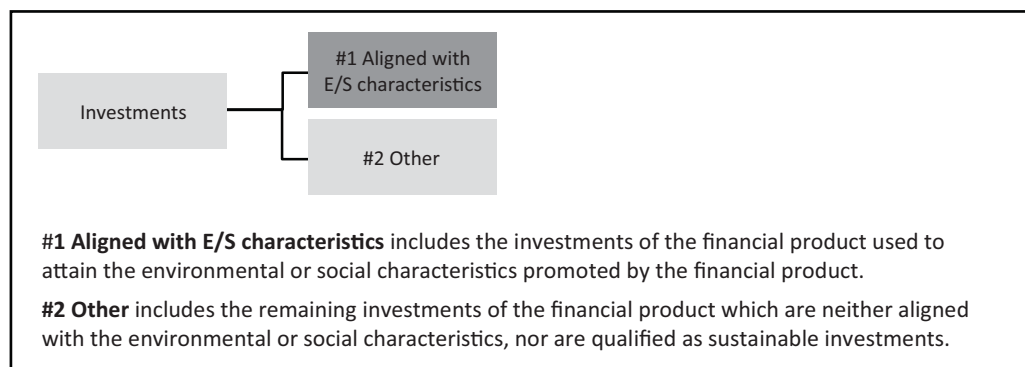 #1 Aligned with
E/S characteristics
Investments
#2 Other
#1 Aligned with E/S characteristics includes the investments of the financial product used to
attain the environmental or social characteristics promoted by the financial product.
#2 Other includes the remaining investments of the financial product which are neither aligned
with the environmental or social characteristics, nor are qualified as sustainable investments.